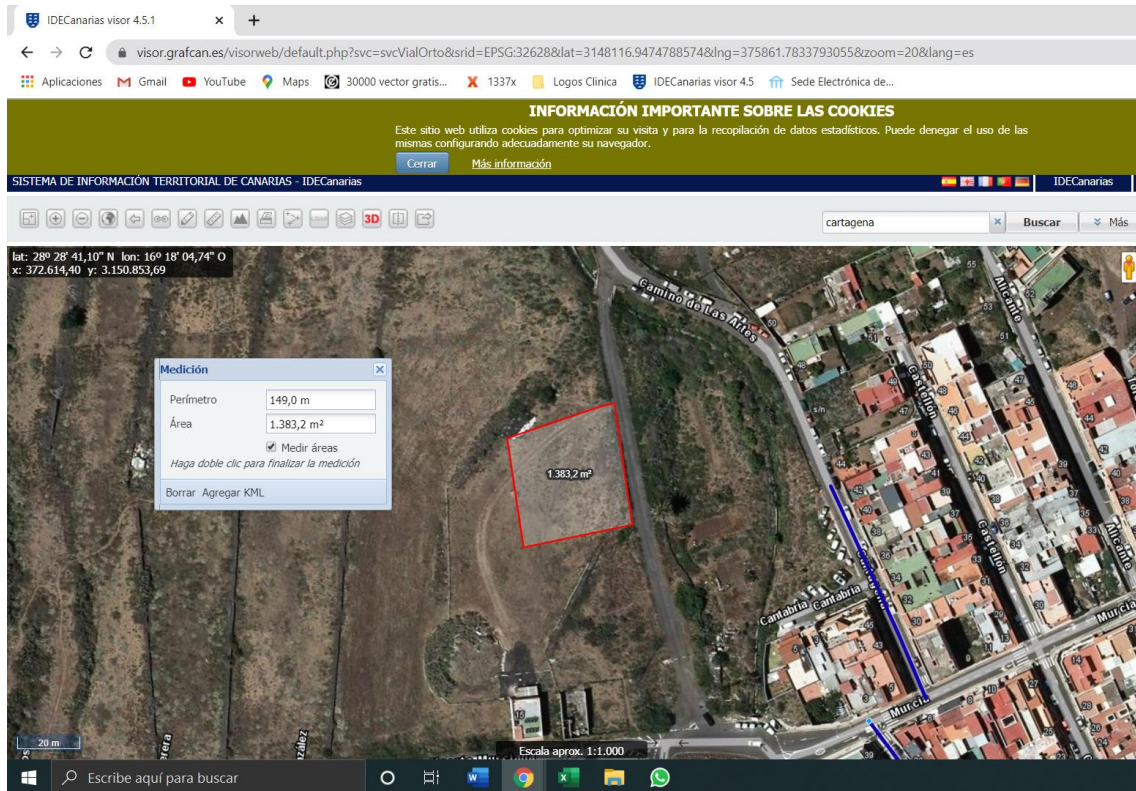 IDECanarias visor 4.5.1
visor.grafcan.es/visorweb/default.php?svc=svcVialOrto&srid=EPSG:32628&lat=3148116.9474788574&lng=375861.7833793055&zoom=20&lang=es
Aplicaciones Gmail YouTube Maps 30000 vector gratis... 1337x Logos Clinica IDECanarias visor 4.5 Sede Electrónica de...
INFORMACIÓN IMPORTANTE SOBRE LAS COOKIES
Este sitio web utiliza cookies para optimizar su visita y para la recopilación de datos estadísticos. Puede denegar el uso de las
mismas configurando adecuadamente su navegador.
Cerrar Más información
SISTEMA DE INFORMACIÓN TERRITORIAL DE CANARIAS - IDECanarias IDECanarias
3D cartagena Buscar Más
lat: 28º 28' 41,10" N lon: 16º 18' 04,74" O
x: 372.614,40 y: 3.150.853,69
Camino de Las Artes
Alicante
Castellón
Medición
Perímetro 149,0 m
Área 1.383,2 m²
Medir áreas
Haga doble clic para finalizar la medición
Borrar Agregar KML
1.383,2 m²
s/n
Castellón
Alicante
Cartagena
Cantabria Cantabria
Murcia
Murcia
15
20 m
Escala aprox. 1:1.000
Escribe aquí para buscar